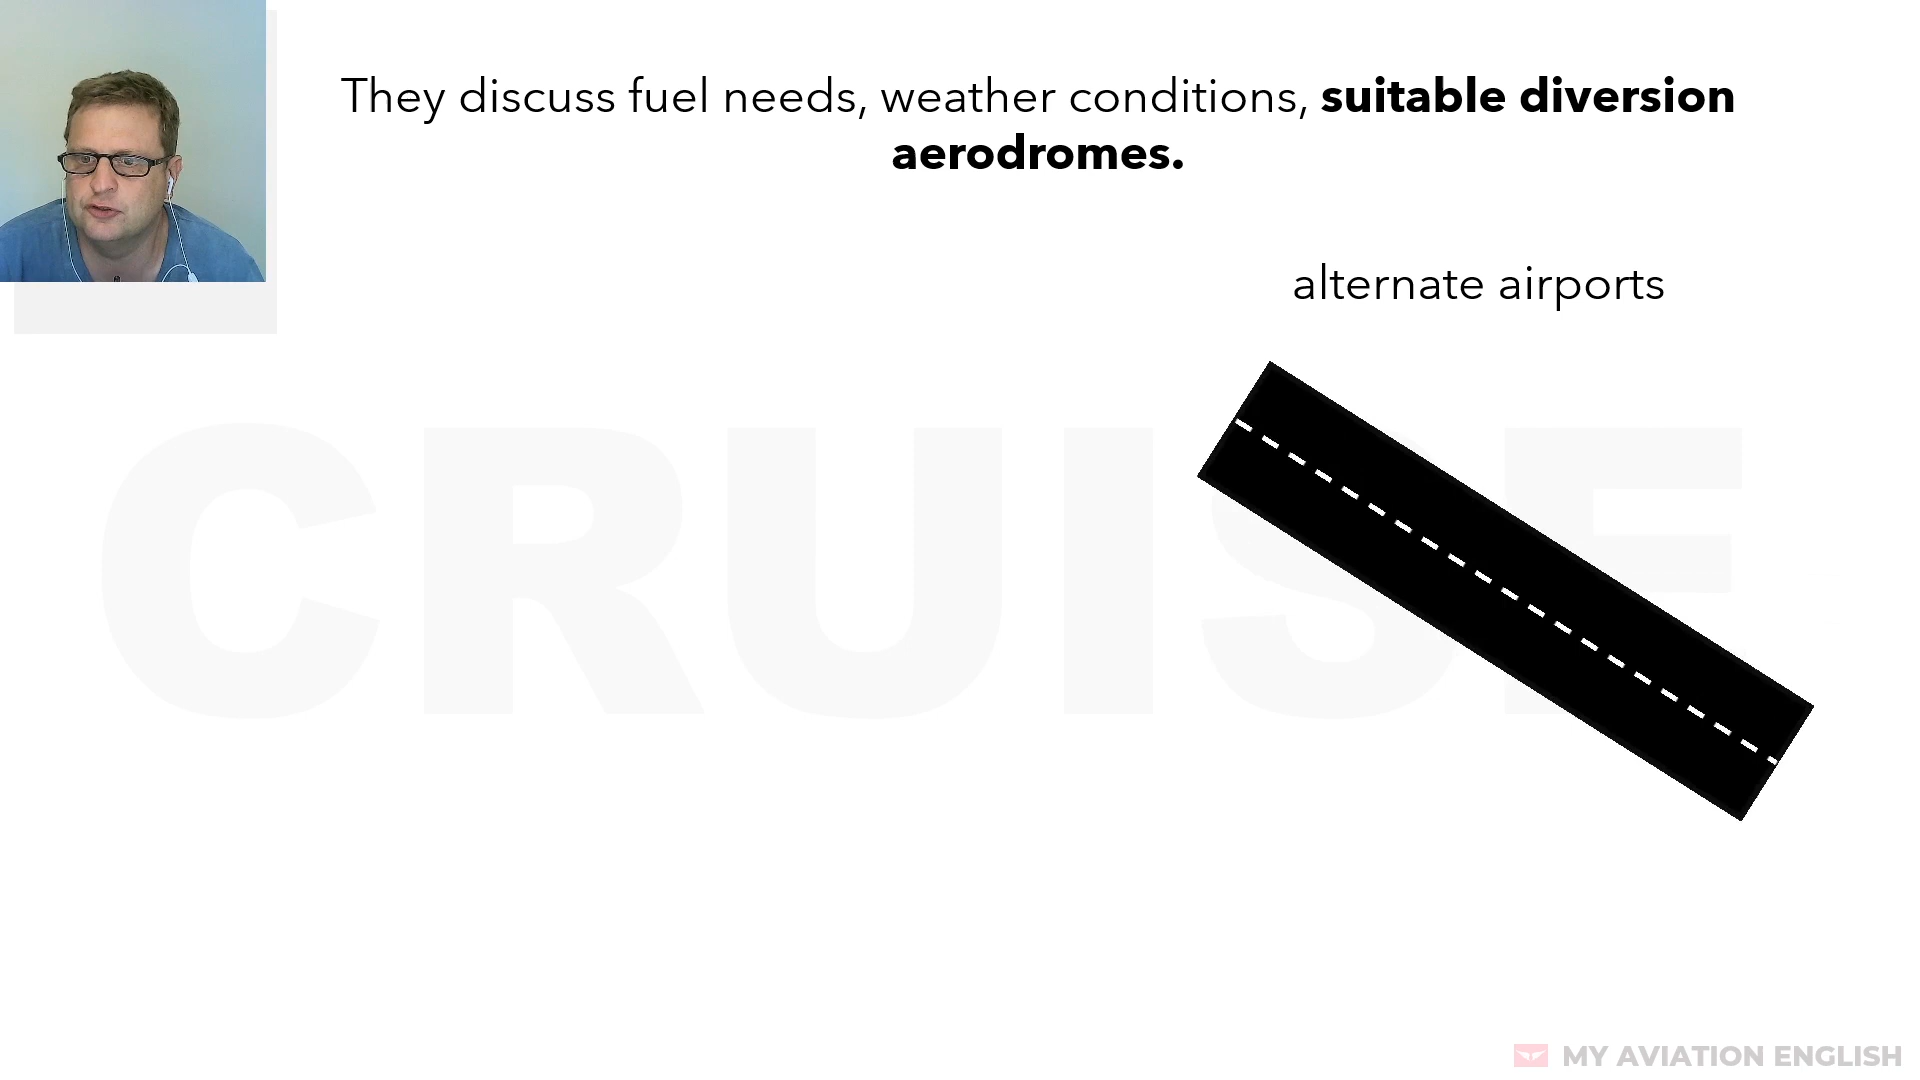 They discuss fuel needs, weather conditions, suitable diversion
aerodromes.
alternate airports
CRUISE
MY AVIATION ENGLISH